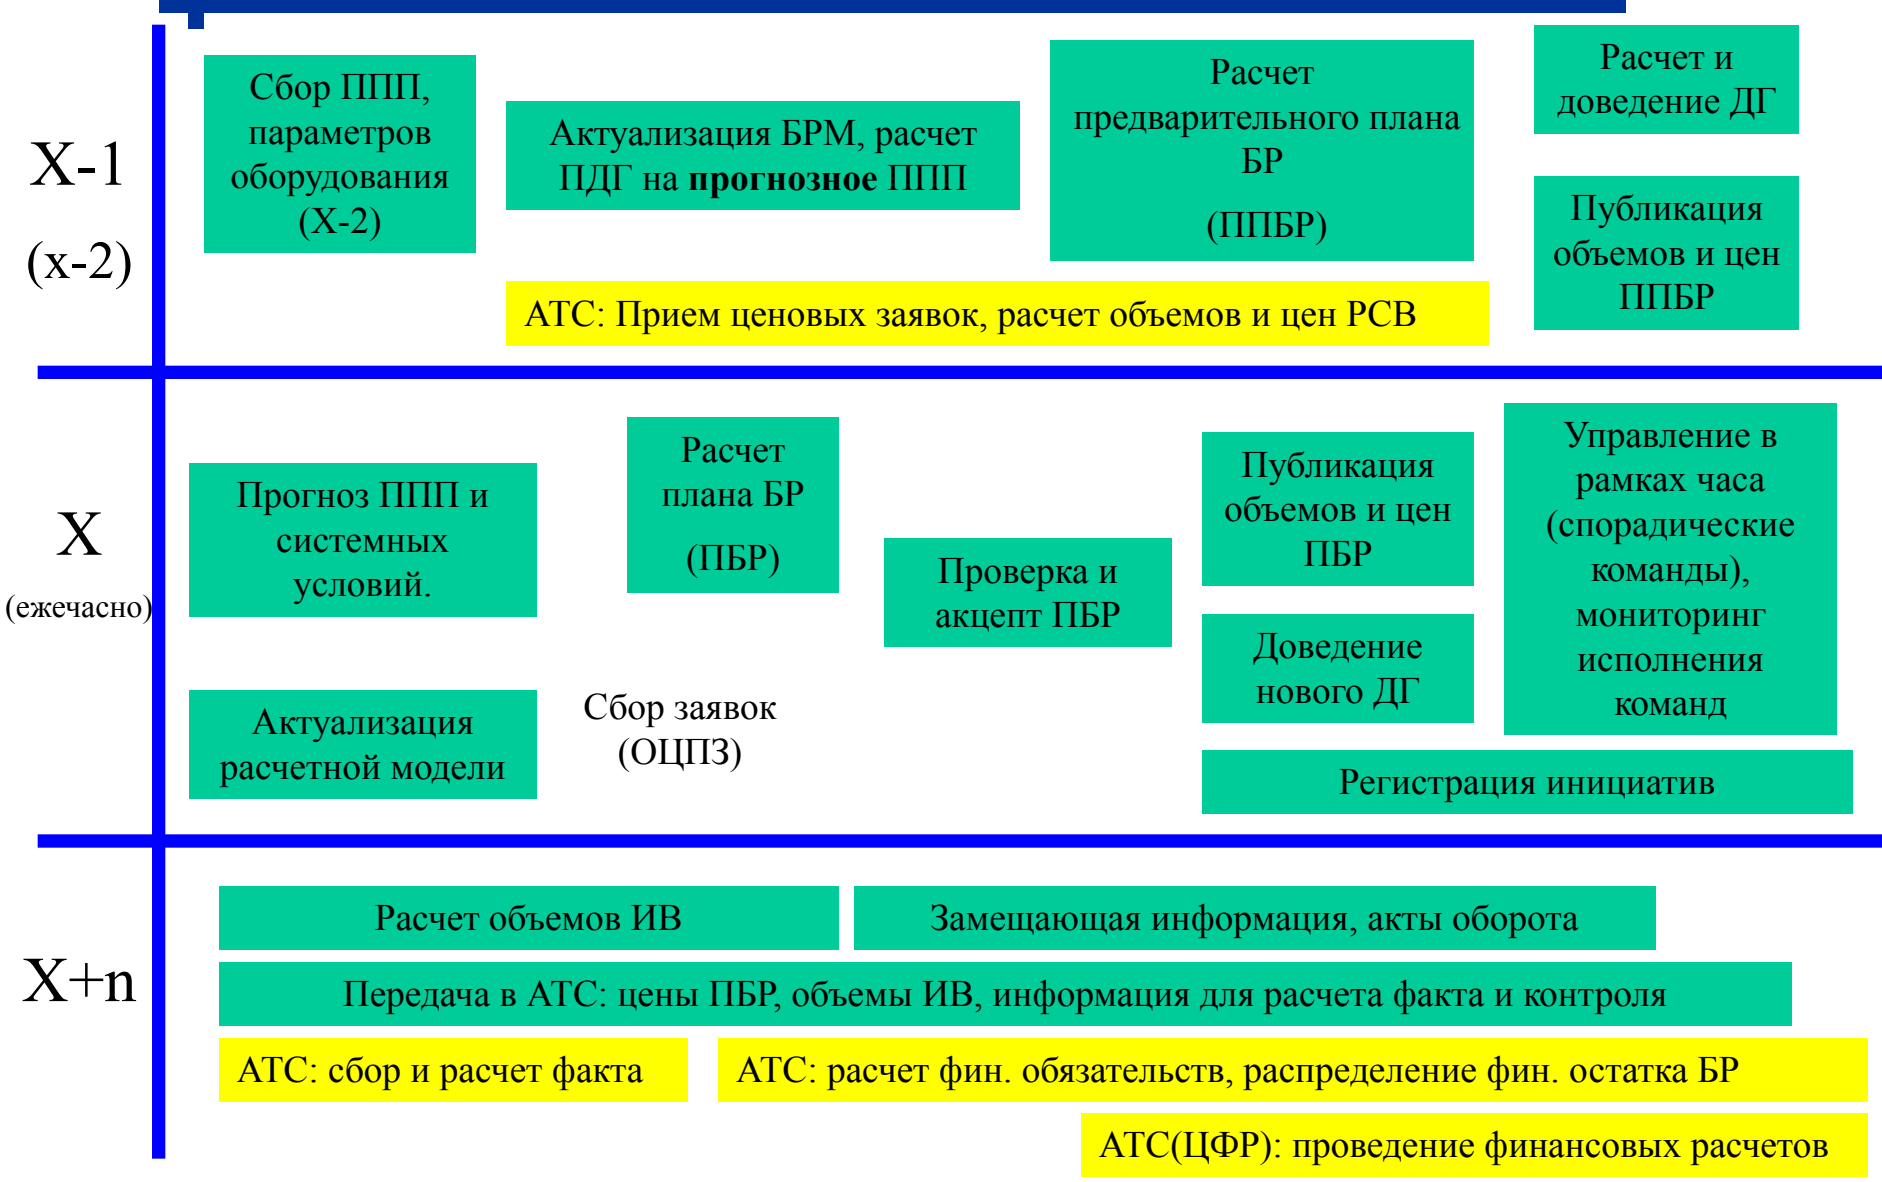 X-1
(x-2)
Сбор ППП,
параметров
оборудования
(X-2)
Актуализация БРМ, расчет
ПДГ на прогнозное ППП
Расчет
предварительного плана
БР
(ППБР)
Расчет и
доведение ДГ
Публикация
объемов и цен
ППБР
АТС: Прием ценовых заявок, расчет объемов и цен РСВ
X
(ежечасно)
Прогноз ППП и
системных
условий.
Актуализация
расчетной модели
Расчет
плана БР
(ПБР)
Сбор заявок
(ОЦПЗ)
Проверка и
акцепт ПБР
Публикация
объемов и цен
ПБР
Доведение
нового ДГ
Управление в
рамках часа
(спорадические
команды),
мониторинг
исполнения
команд
Регистрация инициатив
X+n
Расчет объемов ИВ
Замещающая информация, акты оборота
Передача в АТС: цены ПБР, объемы ИВ, информация для расчета факта и контроля
АТС: сбор и расчет факта
АТС: расчет фин. обязательств, распределение фин. остатка БР
АТС(ЦФР): проведение финансовых расчетов